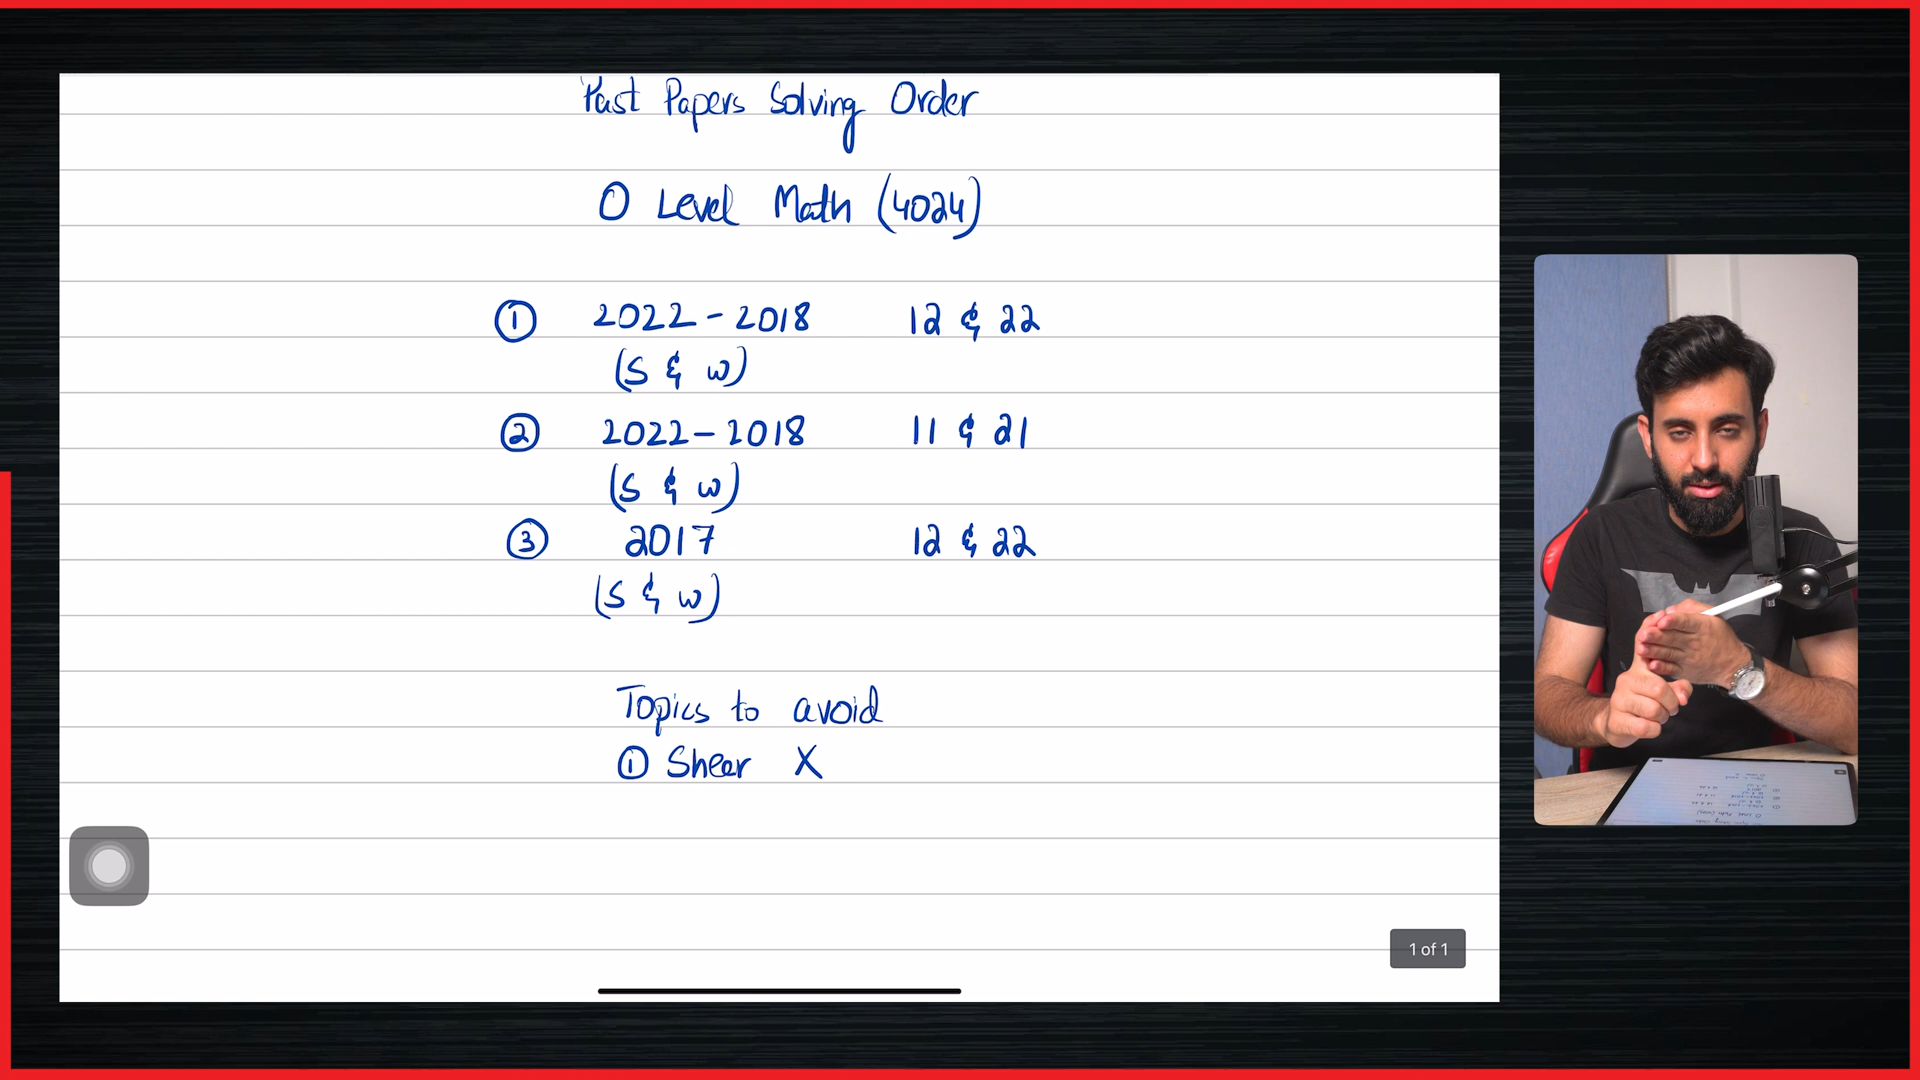 Past Papers Solving Order
O Level Math (4024)
① 2022 - 2018 12 & 22
(S & W)
② 2022 - 2018 11 & 21
(S & W)
③ 2017 12 & 22
(S & W)
Topics to avoid
① Shear X
1 of 1